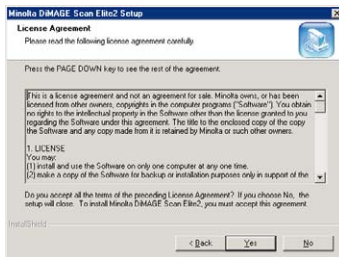 Minolta DiMAGE Scan Elite2 Setup
License Agreement
Please read the following license agreement carefully.
Press the PAGE DOWN key to see the rest of the agreement.
This is a license agreement and not an agreement for sale. Minolta owns, or has been
licensed from other owners, copyrights in the computer programs ("Software"). You obtain
no rights to the intellectual property in the Software other than the license granted to you
regarding the Software under this agreement. The title to the enclosed copy of the copy
the Software and any copy made from it is retained by Minolta or such other owners.
1. LICENSE
You may:
(1) install and use the Software on only one computer at any one time.
(2) make a copy of the Software for backup or installation purposes only in support of the
Do you accept all the terms of the preceding License Agreement? If you choose No, the
setup will close. To install Minolta DiMAGE Scan Elite2, you must accept this agreement.
InstallShield
< Back
Yes
No